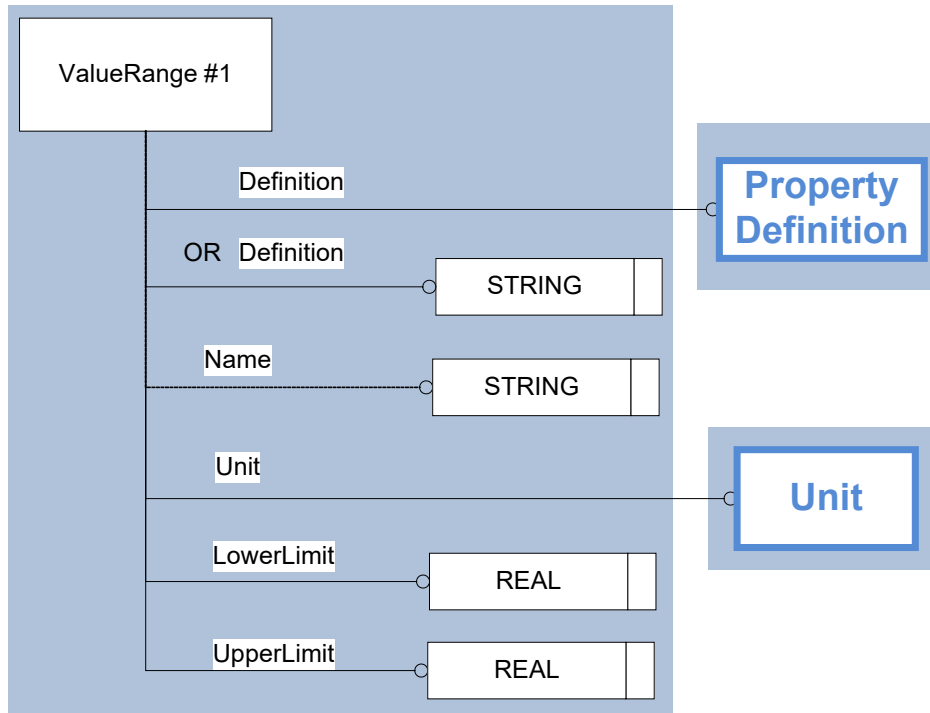 ValueRange #1
Definition
Property
Definition
OR Definition
STRING
Name
STRING
Unit
Unit
LowerLimit
REAL
UpperLimit
REAL